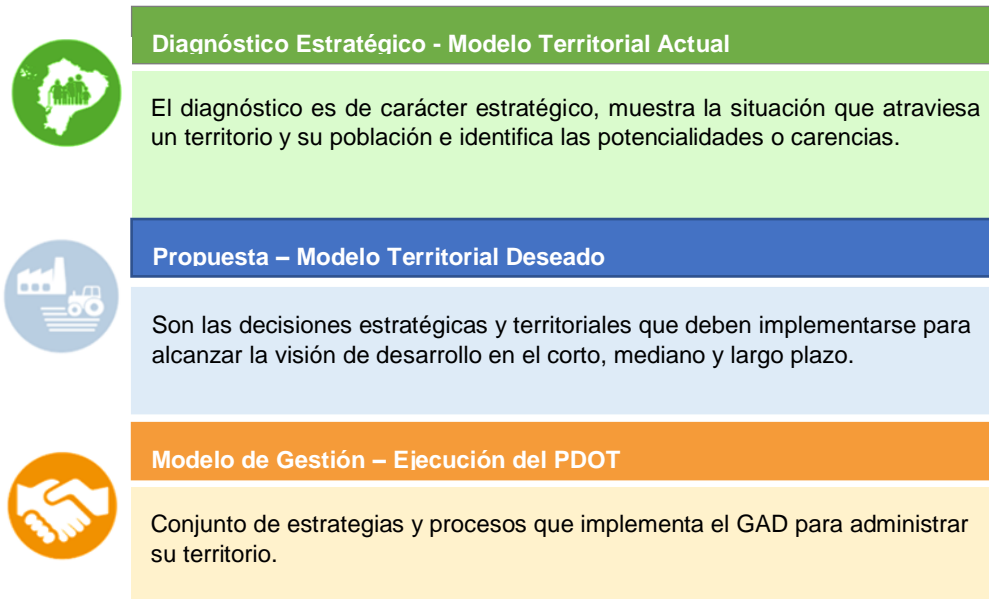 Diagnóstico Estratégico - Modelo Territorial Actual
El diagnóstico es de carácter estratégico, muestra la situación que atraviesa
un territorio y su población e identifica las potencialidades o carencias.
Propuesta – Modelo Territorial Deseado
Son las decisiones estratégicas y territoriales que deben implementarse para
alcanzar la visión de desarrollo en el corto, mediano y largo plazo.
Modelo de Gestión – Ejecución del PDOT
Conjunto de estrategias y procesos que implementa el GAD para administrar
su territorio.